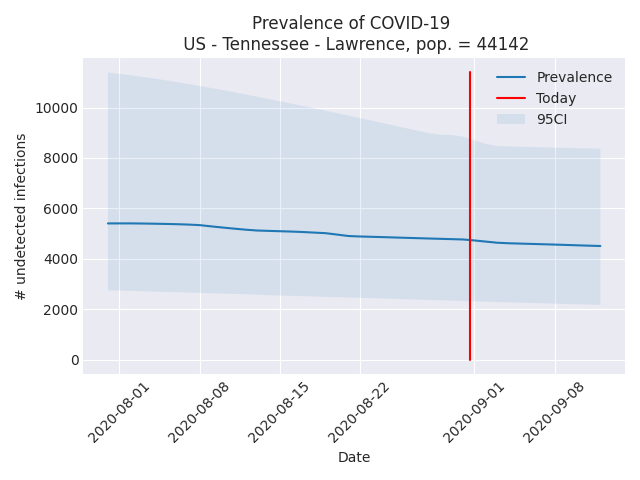 Prevalence of COVID-19
US - Tennessee - Lawrence, pop. = 44142
Prevalence
Today
95CI
# undetected infections
10000
8000
6000
4000
2000
0
2020-08-01
2020-08-08
2020-08-15
2020-08-22
2020-09-01
2020-09-08
Date